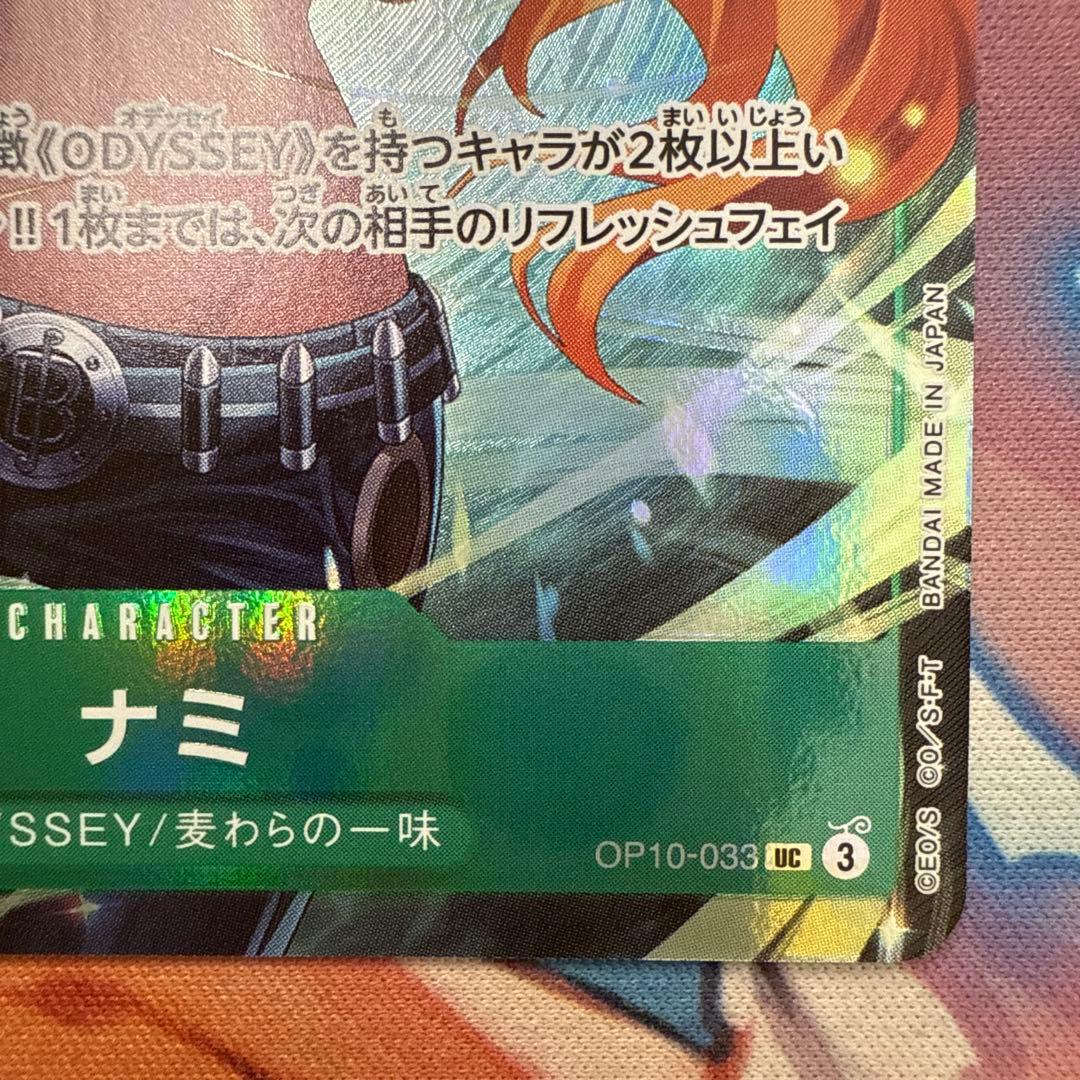 徴《ODYSSEY》を持つキャラが2枚以上い
!! 1枚までは、次の相手のリフレッシュフェイ
CHARACTER
ナミ
YSSEY/麦わらの一味
OP10-033 UC 3
©EO/S ©O/S・F・T BANDAI MADE IN JAPAN